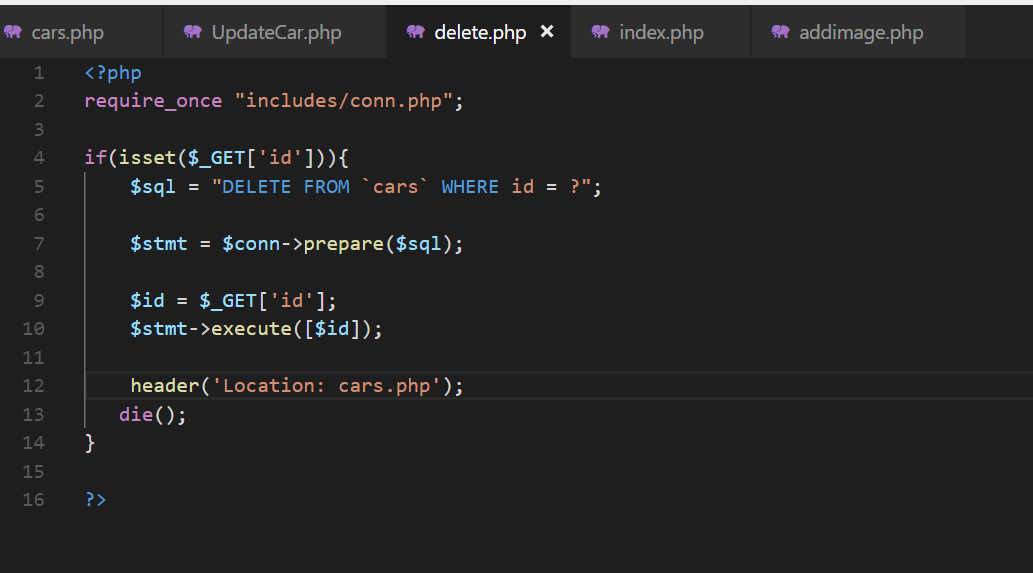 cars.php UpdateCar.php delete.php × index.php addimage.php
1 <?php
2 require_once "includes/conn.php";
3
4 if(isset($_GET['id'])){
5 $sql = "DELETE FROM `cars` WHERE id = ?";
6
7 $stmt = $conn->prepare($sql);
8
9 $id = $_GET['id'];
10 $stmt->execute([$id]);
11
12 header('Location: cars.php');
13 die();
14 }
15
16 ?>